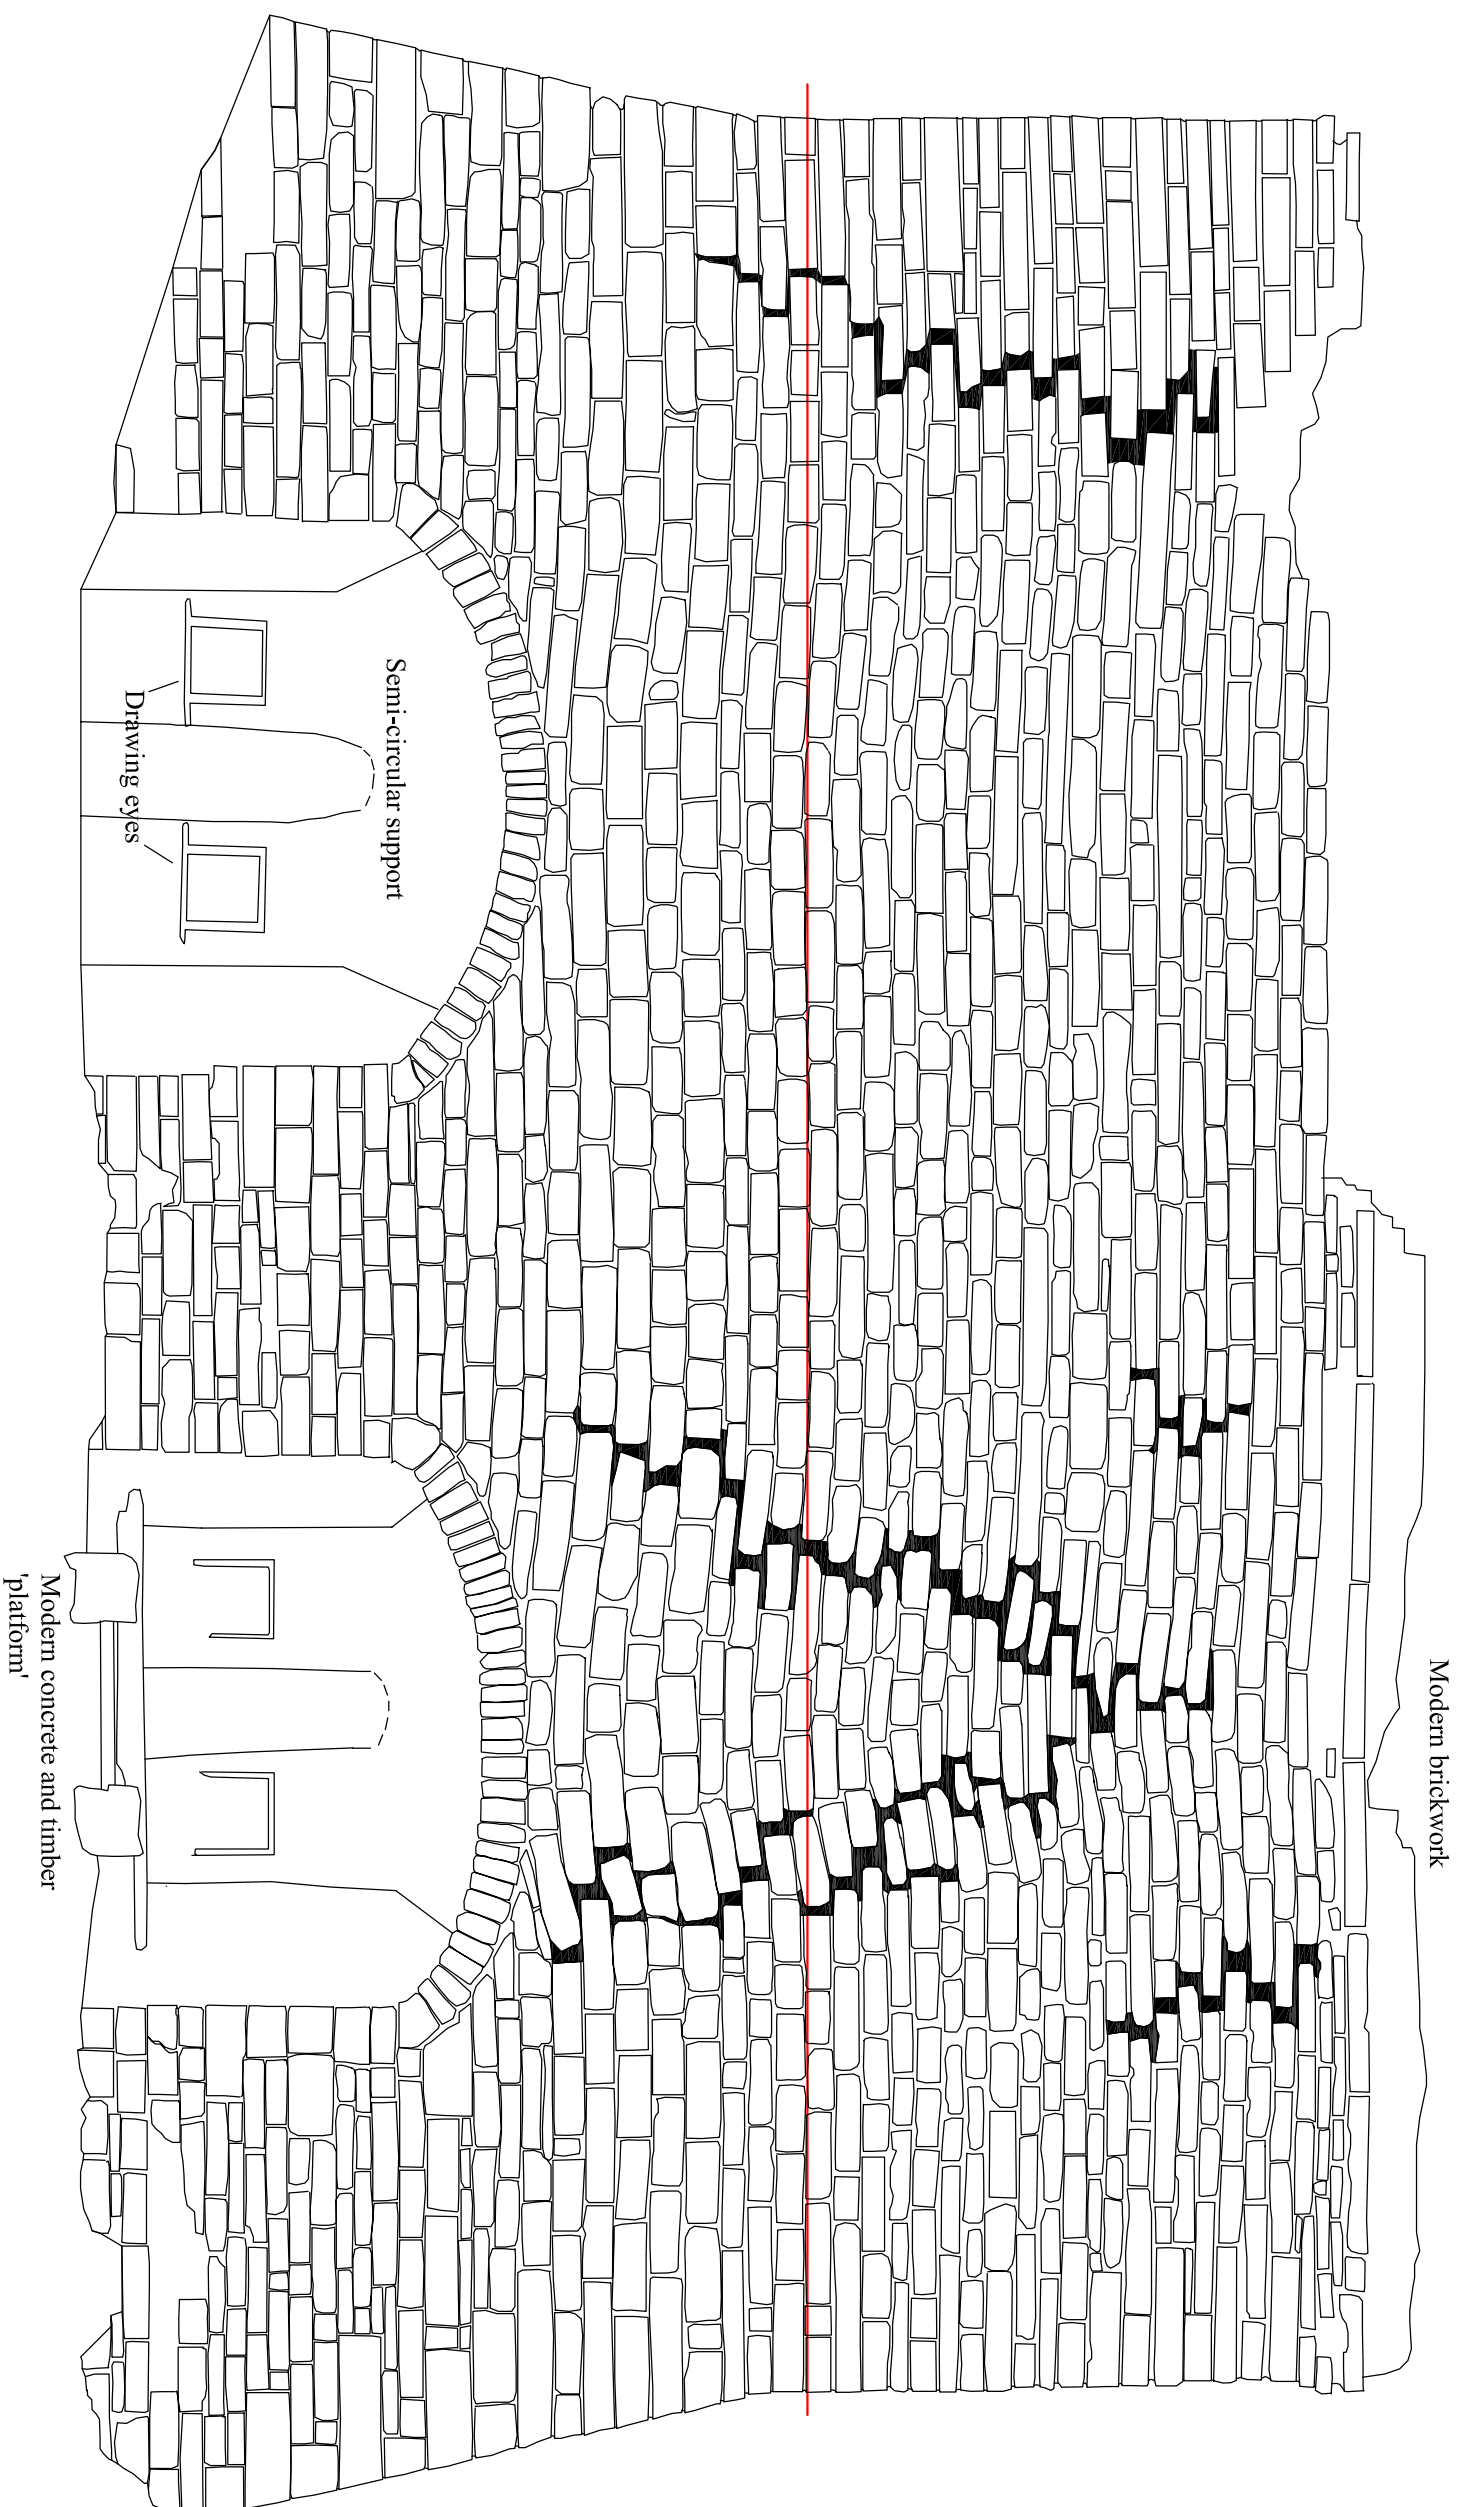 Modern brickwork
Semi-circular support
Drawing eyes
Modern concrete and timber
'platform'